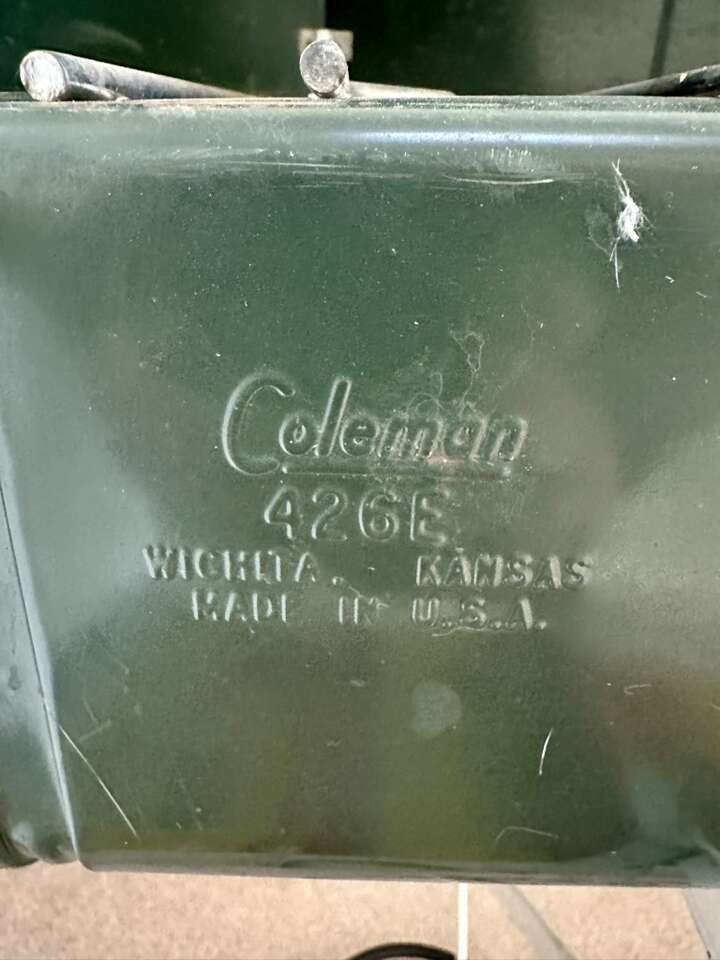 Coleman
426E
WICHITA, KANSAS
MADE IN U.S.A.